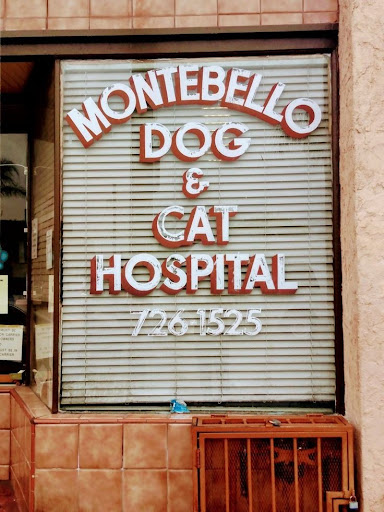 MONTEBELLO
DOG
&
CAT
HOSPITAL
726 1525